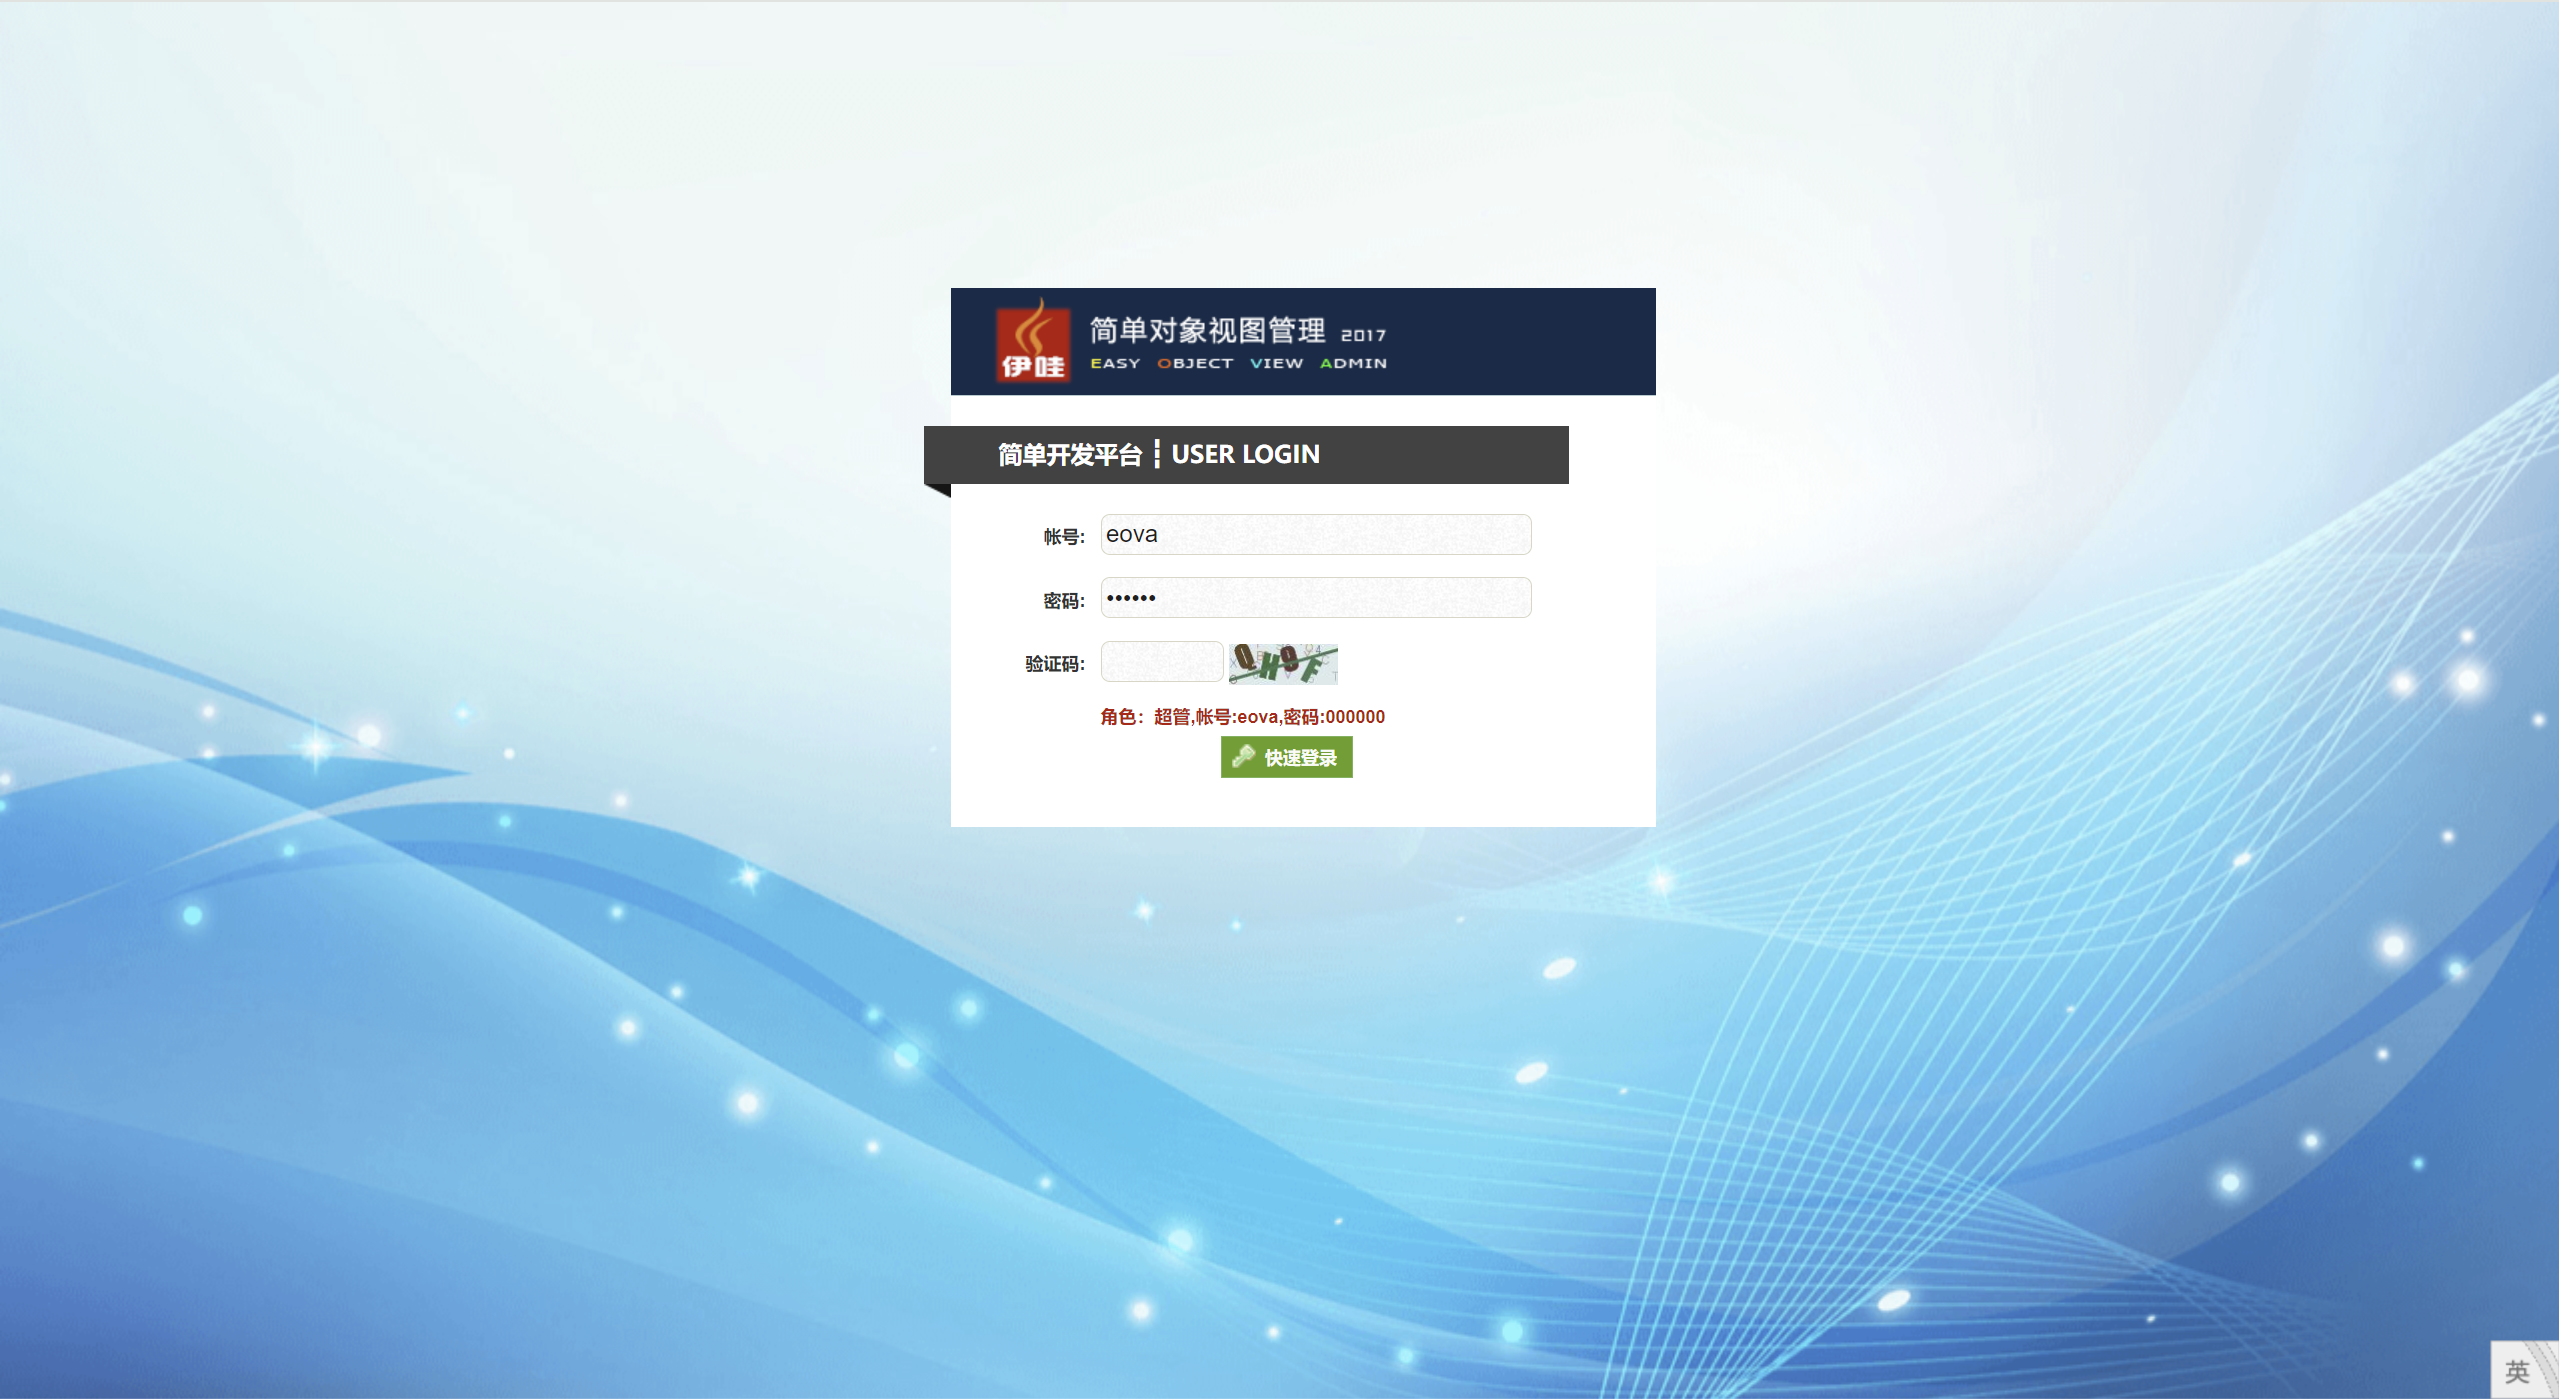 伊哇
简单对象视图管理 2017
EASY OBJECT VIEW ADMIN
简单开发平台┇USER LOGIN
帐号: eova
密码: ••••••
验证码: QHOF
角色：超管,帐号:eova,密码:000000
快速登录
英